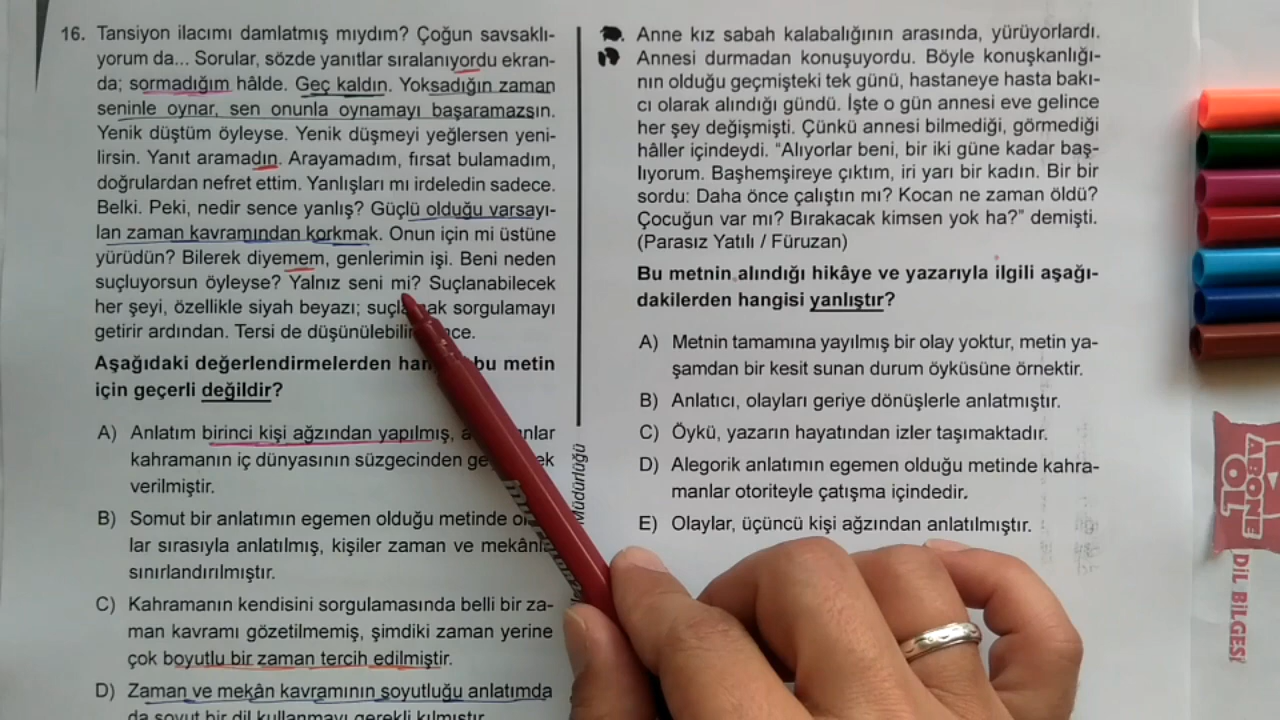 16. Tansiyon ilacımı damlatmış mıydım? Çoğun savsaklı-
yorum da... Sorular, sözde yanıtlar sıralanıyordu ekran-
da; sormadığım hâlde. Geç kaldın. Yoksadığın zaman
seninle oynar, sen onunla oynamayı başaramazsın.
Yenik düştüm öyleyse. Yenik düşmeyi yeğlersen yeni-
lirsin. Yanıt aramadın. Arayamadım, fırsat bulamadım,
doğrulardan nefret ettim. Yanlışları mı irdeledin sadece.
Belki. Peki, nedir sence yanlış? Güçlü olduğu varsayı-
lan zaman kavramından korkmak. Onun için mi üstüne
yürüdün? Bilerek diyemem, genlerimin işi. Beni neden
suçluyorsun öyleyse? Yalnız seni mi? Suçlanabilecek
her şeyi, özellikle siyah beyazı; sorgulamayı
getirir ardından. Tersi de
Aşağıdaki değerlendirmelerden bu metin
için geçerli değildir?
A) Anlatım birinci kişi ağzından yapılmış,
kahramanın iç dünyasının süzgecinden
verilmiştir.
B) Somut bir anlatımın egemen olduğu metinde
lar sırasıyla anlatılmış, kişiler zaman ve
sınırlandırılmıştır.
C) Kahramanın kendisini sorgulamasında belli bir za-
man kavramı gözetilmemiş, şimdiki zaman yerine
çok boyutlu bir zaman tercih edilmiştir.
D) Zaman ve mekân kavramının soyutluğu anlatımda
da soyut bir dil kullanmayı gerekli kılmıştır.
Müdürlüğü
Anne kız sabah kalabalığının arasında, yürüyorlardı.
Annesi durmadan konuşuyordu. Böyle konuşkanlığı-
nın olduğu geçmişteki tek günü, hastaneye hasta bakı-
cı olarak alındığı gündü. İşte o gün annesi eve gelince
her şey değişmişti. Çünkü annesi bilmediği, görmediği
hâller içindeydi. “Alıyorlar beni, bir iki güne kadar baş-
lıyorum. Başhemşireye çıktım, iri yarı bir kadın. Bir bir
sordu: Daha önce çalıştın mı? Kocan ne zaman öldü?
Çocuğun var mı? Bırakacak kimsen yok ha?” demişti.
(Parasız Yatılı / Füruzan)
Bu metnin alındığı hikâye ve yazarıyla ilgili aşağı-
dakilerden hangisi yanlıştır?
A) Metnin tamamına yayılmış bir olay yoktur, metin ya-
şamdan bir kesit sunan durum öyküsüne örnektir.
B) Anlatıcı, olayları geriye dönüşlerle anlatmıştır.
C) Öykü, yazarın hayatından izler taşımaktadır.
D) Alegorik anlatımın egemen olduğu metinde kahra-
manlar otoriteyle çatışma içindedir.
E) Olaylar, üçüncü kişi ağzından anlatılmıştır.
ABONE
OL
DİL BİLGESİ